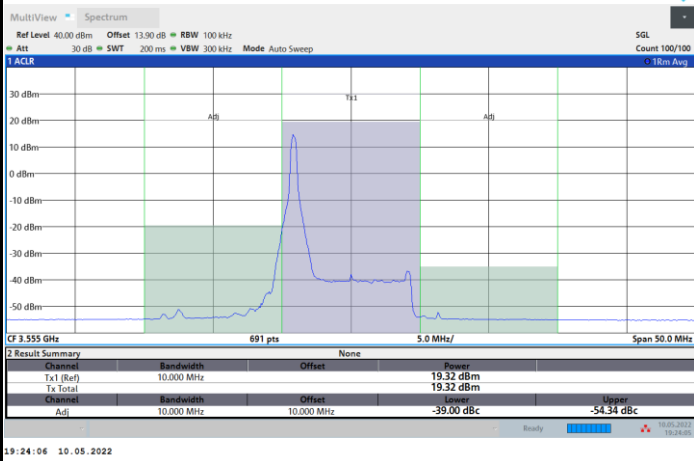 MultiView Spectrum
Ref Level 40.00 dBm Offset 13.90 dB RBW 100 kHz SGL
Att 30 dB SWT 200 ms VBW 300 kHz Mode Auto Sweep Count 100/100
1 ACLR 1Rm Avg
30 dBm
Tx1
20 dBm
Adj Adj
10 dBm
0 dBm
-10 dBm
-20 dBm
-30 dBm
-40 dBm
-50 dBm
CF 3.555 GHz 691 pts 5.0 MHz/ Span 50.0 MHz
2 Result Summary None
Channel Bandwidth Offset Power
Tx1 (Ref) 10.000 MHz 19.32 dBm
Tx Total 19.32 dBm
Channel Bandwidth Offset Lower Upper
Adj 10.000 MHz 10.000 MHz -39.00 dBc -54.34 dBc
Ready 10.05.2022
19:24:05
19:24:06 10.05.2022